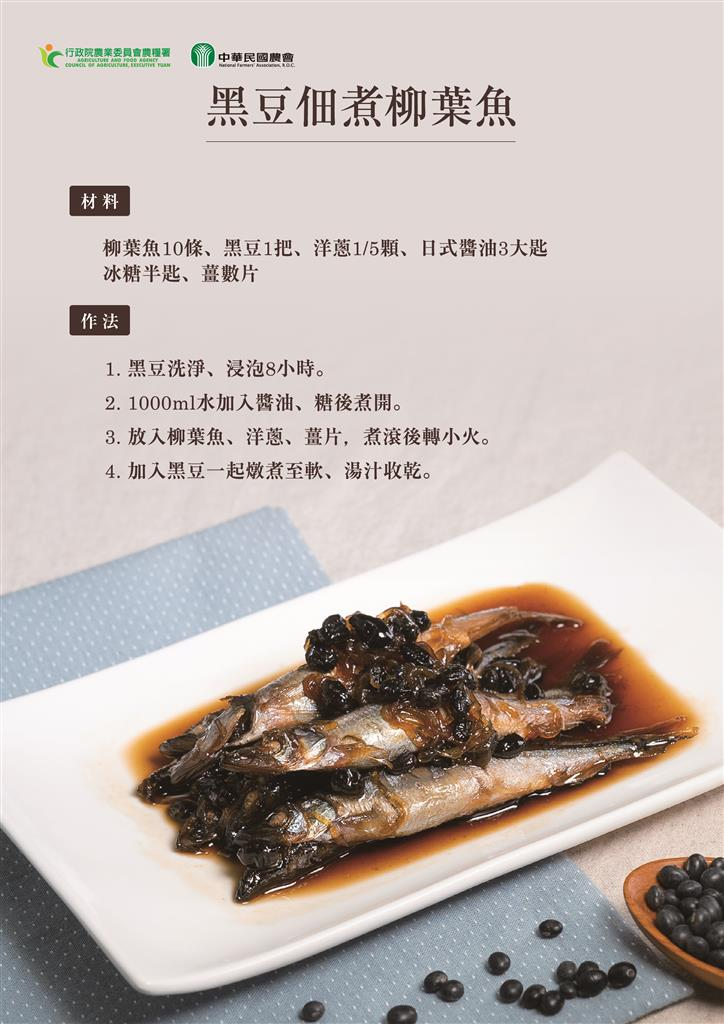 行政院農業委員會農糧署
AGRICULTURE AND FOOD AGENCY
COUNCIL OF AGRICULTURE, EXECUTIVE YUAN
中華民國農會
National Farmers' Association, R.O.C.
黑豆佃煮柳葉魚
材料
柳葉魚10條、黑豆1把、洋蔥1/5顆、日式醬油3大匙
冰糖半匙、薑數片
作法
1. 黑豆洗淨、浸泡8小時。
2. 1000ml水加入醬油、糖後煮開。
3. 放入柳葉魚、洋蔥、薑片，煮滾後轉小火。
4. 加入黑豆一起燉煮至軟、湯汁收乾。